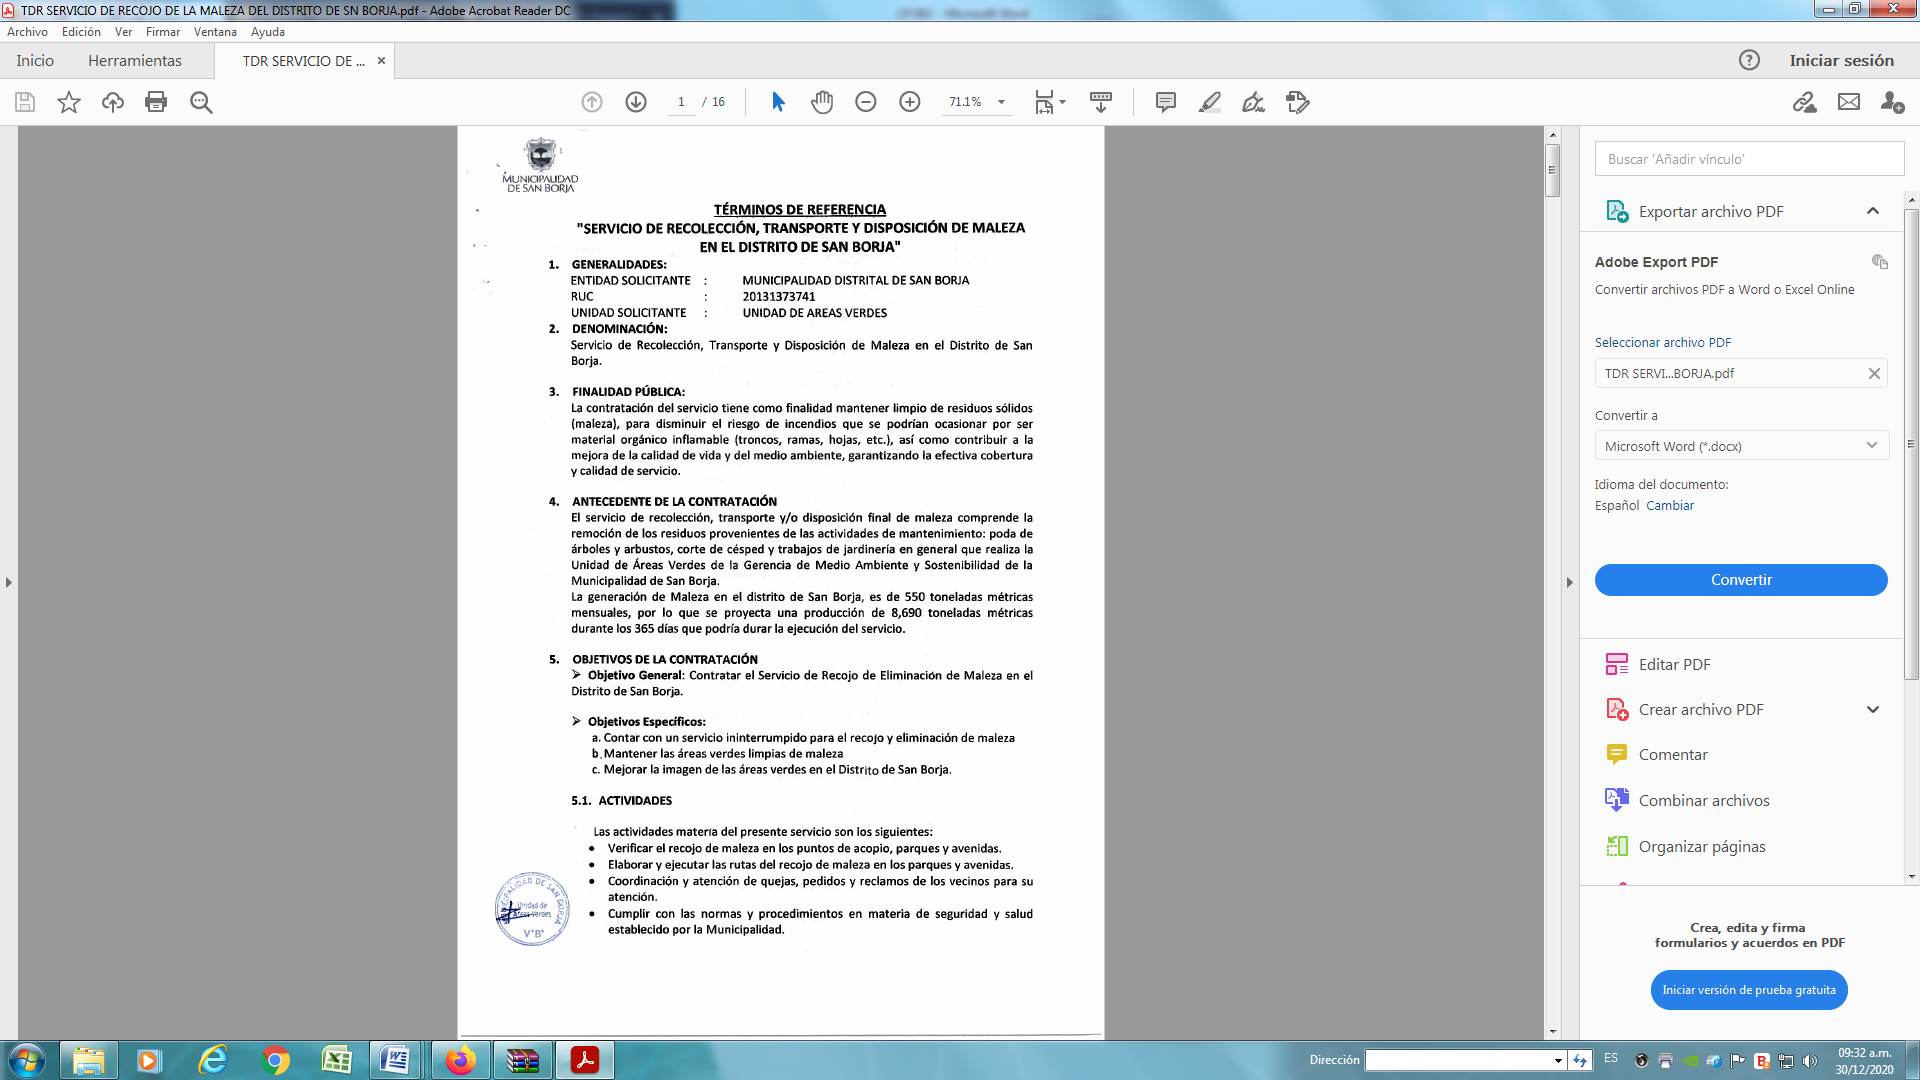 TDR SERVICIO DE RECOJO DE LA MALEZA DEL DISTRITO DE SN BORJA.pdf - Adobe Acrobat Reader DC
Archivo Edición Ver Firmar Ventana Ayuda
Inicio Herramientas TDR SERVICIO DE ... Iniciar sesión
1 / 16 71.1%
MUNICIPALIDAD
DE SAN BORJA
TÉRMINOS DE REFERENCIA
"SERVICIO DE RECOLECCIÓN, TRANSPORTE Y DISPOSICIÓN DE MALEZA
EN EL DISTRITO DE SAN BORJA"
1. GENERALIDADES:
ENTIDAD SOLICITANTE : MUNICIPALIDAD DISTRITAL DE SAN BORJA
RUC : 20131373741
UNIDAD SOLICITANTE : UNIDAD DE AREAS VERDES
2. DENOMINACIÓN:
Servicio de Recolección, Transporte y Disposición de Maleza en el Distrito de San
Borja.
3. FINALIDAD PÚBLICA:
La contratación del servicio tiene como finalidad mantener limpio de residuos sólidos
(maleza), para disminuir el riesgo de incendios que se podrían ocasionar por ser
material orgánico inflamable (troncos, ramas, hojas, etc.), así como contribuir a la
mejora de la calidad de vida y del medio ambiente, garantizando la efectiva cobertura
y calidad de servicio.
4. ANTECEDENTE DE LA CONTRATACIÓN
El servicio de recolección, transporte y/o disposición final de maleza comprende la
remoción de los residuos provenientes de las actividades de mantenimiento: poda de
árboles y arbustos, corte de césped y trabajos de jardinería en general que realiza la
Unidad de Áreas Verdes de la Gerencia de Medio Ambiente y Sostenibilidad de la
Municipalidad de San Borja.
La generación de Maleza en el distrito de San Borja, es de 550 toneladas métricas
mensuales, por lo que se proyecta una producción de 8,690 toneladas métricas
durante los 365 días que podría durar la ejecución del servicio.
5. OBJETIVOS DE LA CONTRATACIÓN
➢ Objetivo General: Contratar el Servicio de Recojo de Eliminación de Maleza en el
Distrito de San Borja.
➢ Objetivos Específicos:
a. Contar con un servicio ininterrumpido para el recojo y eliminación de maleza
b. Mantener las áreas verdes limpias de maleza
c. Mejorar la imagen de las áreas verdes en el Distrito de San Borja.
5.1. ACTIVIDADES
Las actividades materia del presente servicio son los siguientes:
• Verificar el recojo de maleza en los puntos de acopio, parques y avenidas.
• Elaborar y ejecutar las rutas del recojo de maleza en los parques y avenidas.
• Coordinación y atención de quejas, pedidos y reclamos de los vecinos para su
atención.
• Cumplir con las normas y procedimientos en materia de seguridad y salud
establecido por la Municipalidad.
MUNICIPALIDAD DE SAN BORJA
Unidad de
Áreas Verdes
V°B°
Buscar 'Añadir vínculo'
Exportar archivo PDF
Adobe Export PDF
Convertir archivos PDF a Word o Excel Online
Seleccionar archivo PDF
TDR SERVI...BORJA.pdf
Convertir a
Microsoft Word (*.docx)
Idioma del documento:
Español Cambiar
Convertir
Editar PDF
Crear archivo PDF
Comentar
Combinar archivos
Organizar páginas
Crea, edita y firma
formularios y acuerdos en PDF
Iniciar versión de prueba gratuita
Dirección ES 09:32 a.m.
30/12/2020